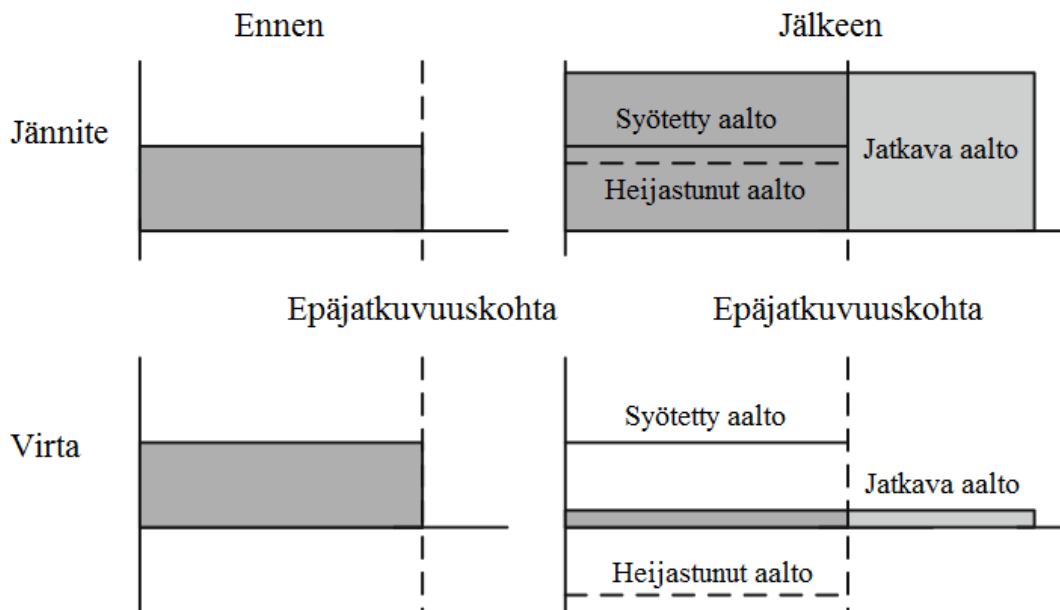 Ennen
Jälkeen
Jännite
Syötetty aalto
Jatkava aalto
Heijastunut aalto
Epäjatkuvuuskohta
Epäjatkuvuuskohta
Virta
Syötetty aalto
Jatkava aalto
Heijastunut aalto